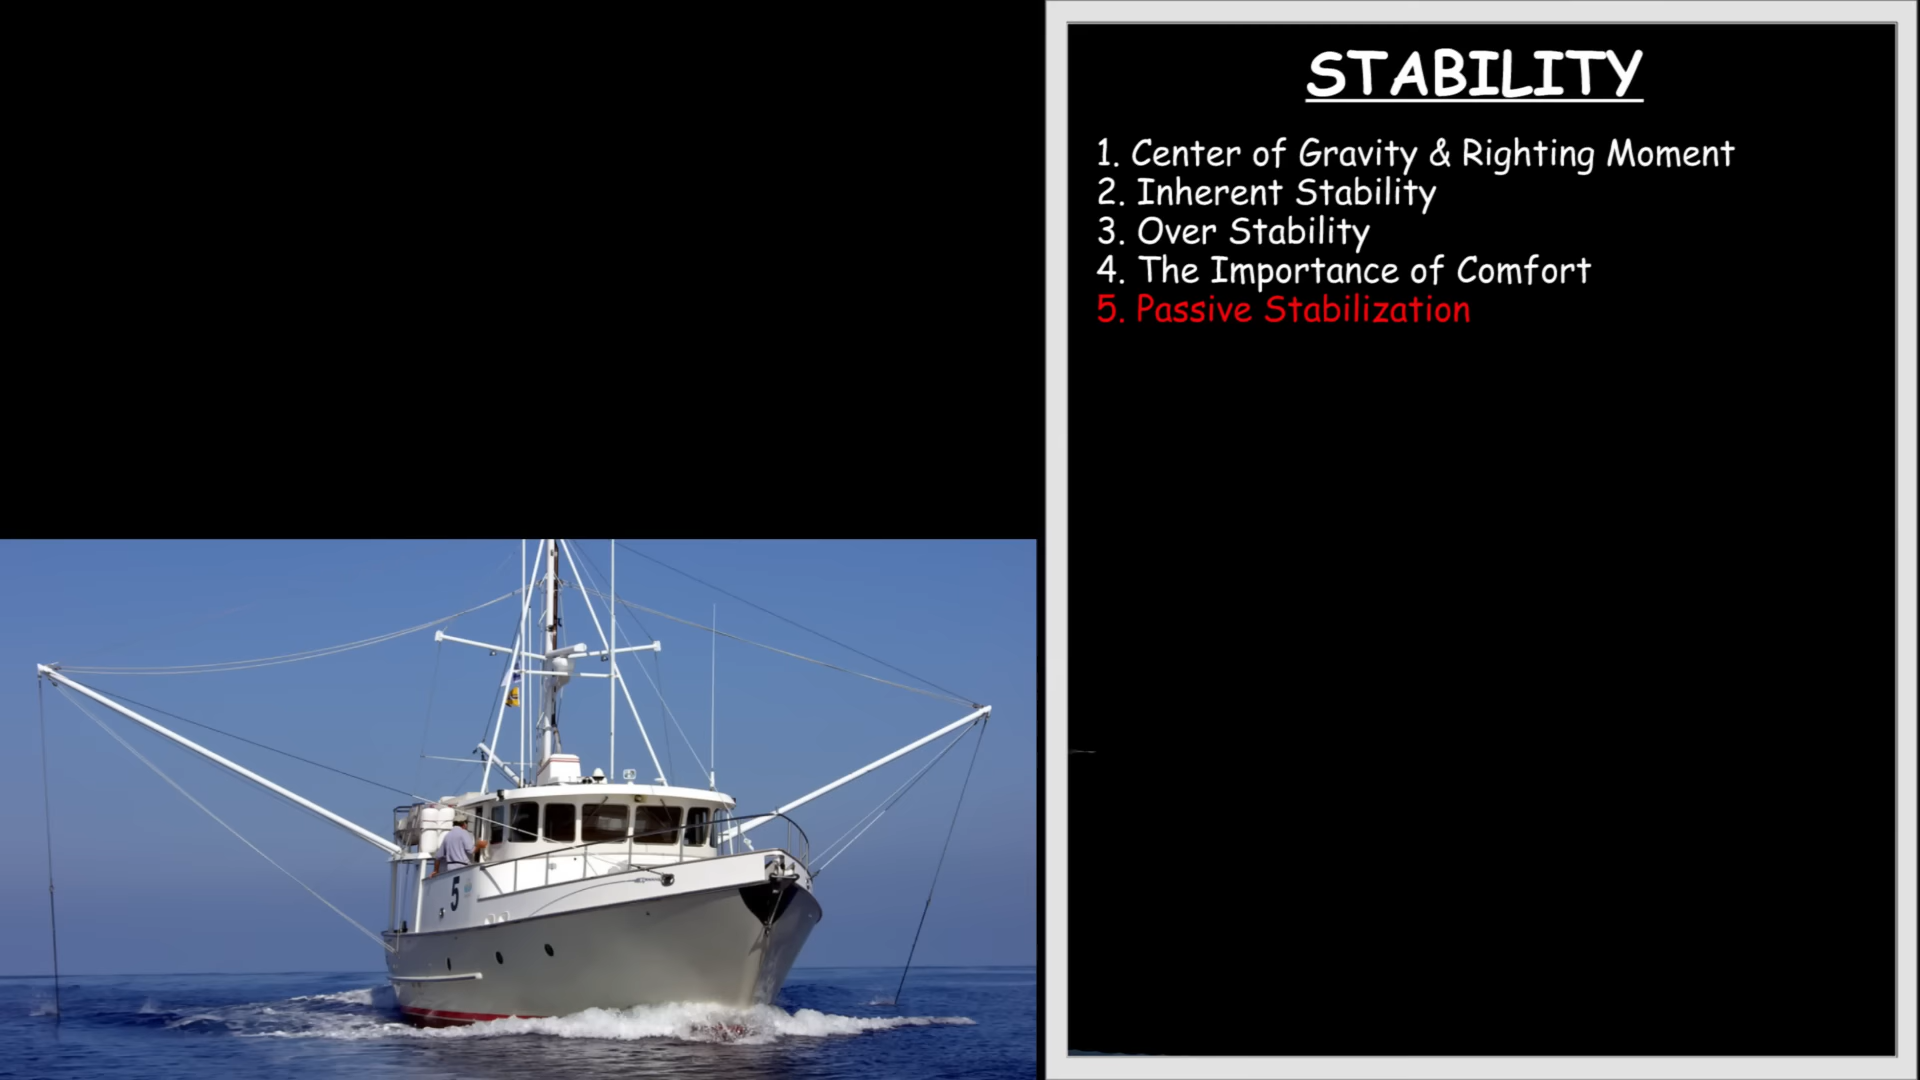 STABILITY
1. Center of Gravity & Righting Moment
2. Inherent Stability
3. Over Stability
4. The Importance of Comfort
5. Passive Stabilization
5